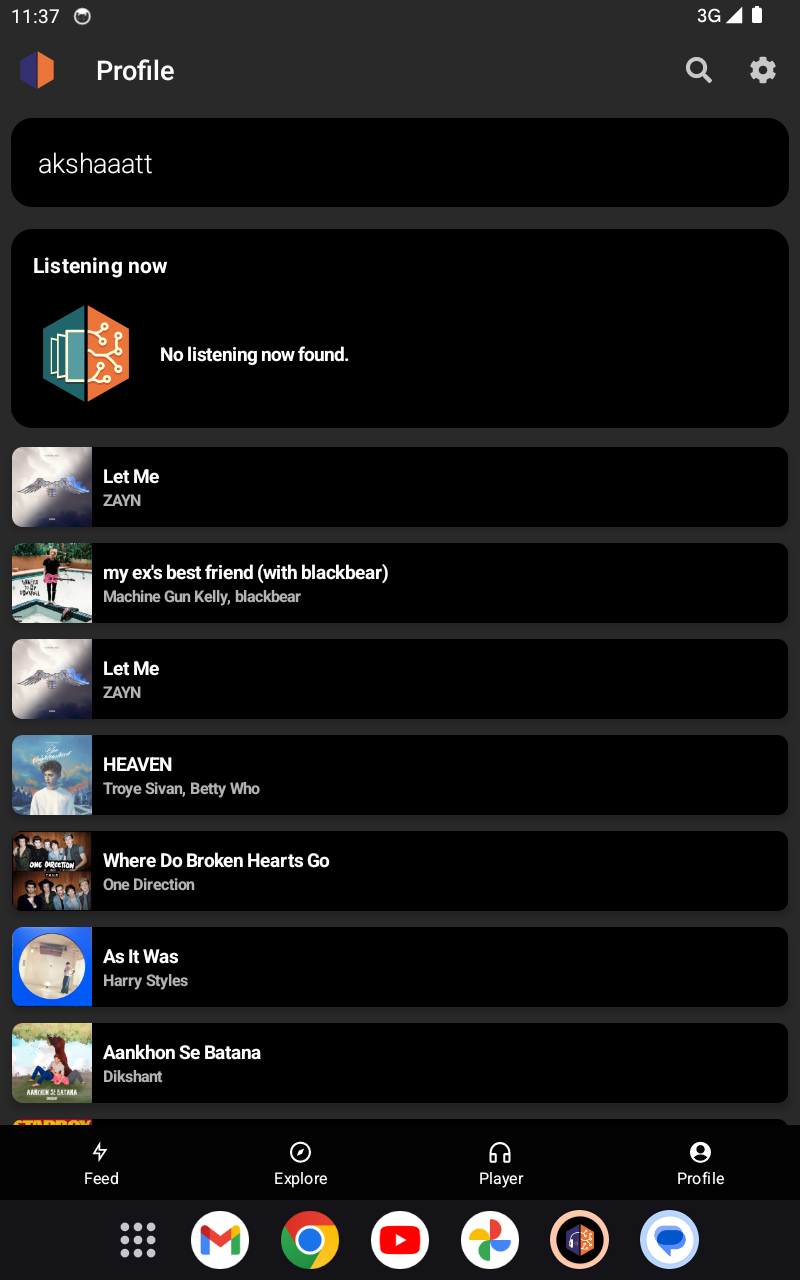 11:37
3G
Profile
akshaaatt
Listening now
No listening now found.
Let Me
ZAYN
my ex's best friend (with blackbear)
Machine Gun Kelly, blackbear
Let Me
ZAYN
HEAVEN
Troye Sivan, Betty Who
ONE DIRECTION
Where Do Broken Hearts Go
One Direction
As It Was
Harry Styles
Aankhon Se Batana
Dikshant
AANKHON SE BATANA
STARBOY
Feed
Explore
Player
Profile